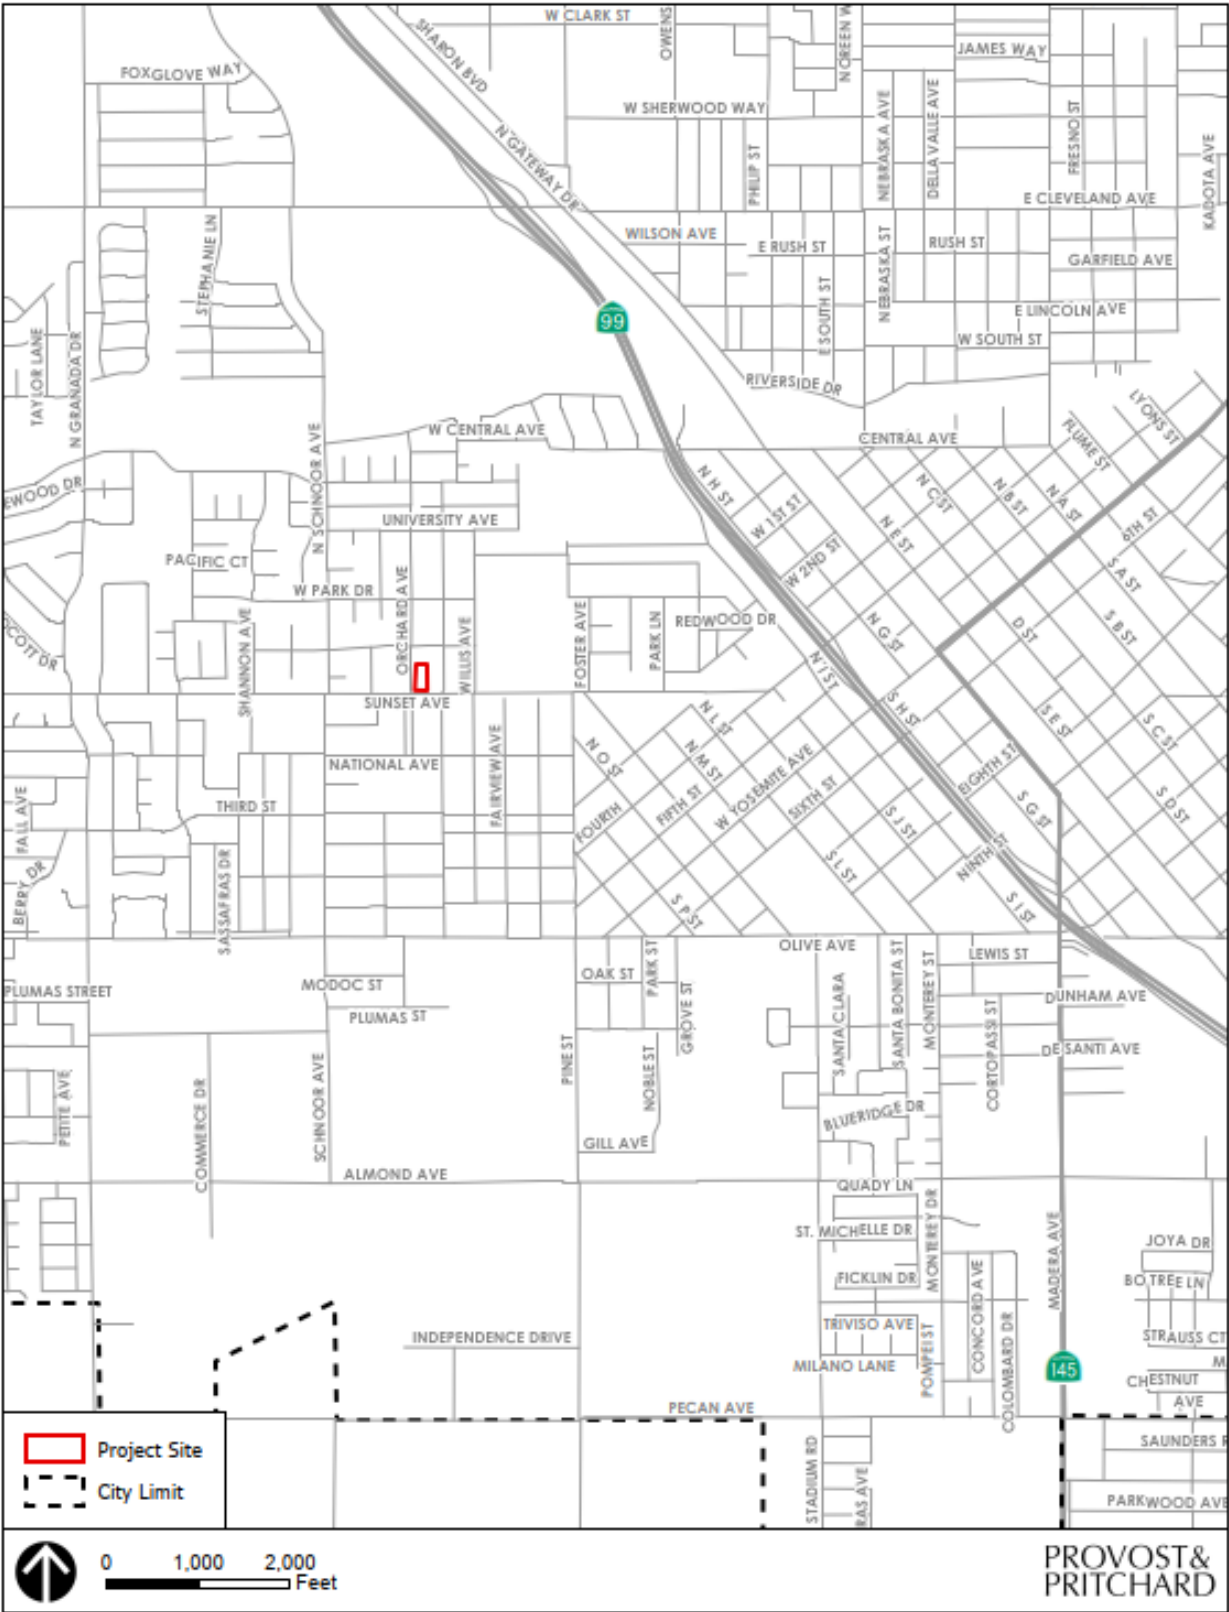 W CLARK ST
OWENS
SHARON BVD
N OREEN W
JAMES WAY
FOXGLOVE WAY
W SHERWOOD WAY
N GATEWAY DR
PHILIP ST
NEBRASKA AVE
DELLAVALLE AVE
FRESNO ST
KADOTA AVE
E CLEVELAND AVE
STEPHANIE LN
WILSON AVE
E RUSH ST
NEBRASKA ST
RUSH ST
GARFIELD AVE
E SOUTH ST
99
E LINCOLN AVE
W SOUTH ST
TAYLOR LANE
N GRANADA DR
RIVERSIDE DR
LYONS ST
W CENTRAL AVE
CENTRAL AVE
FLUME ST
N SCHNOOR AVE
EWOOD DR
N H ST
N C ST
N B ST
N A ST
UNIVERSITY AVE
W 1ST ST
6TH ST
N E ST
PACIFIC CT
W 2ND ST
S A ST
W PARK DR
ORCHARD AVE
SHANNON AVE
WILLIS AVE
FOSTER AVE
PARK LN
REDWOOD DR
N G ST
D ST
S B ST
OCOTT DR
N I ST
SUNSET AVE
S H ST
N L ST
S E ST
S C ST
N O ST
N M ST
NATIONAL AVE
FAIRVIEW AVE
W YOSEMITE AVE
EIGHTH ST
THIRD ST
FALL AVE
FOURTH
FIFTH ST
SIXTH ST
S J ST
S G ST
S D ST
BERRY DR
SASSAFRAS DR
S L ST
NINTH ST
S P ST
S I ST
OLIVE AVE
OAK ST
PARK ST
LEWIS ST
PLUMAS STREET
MODOC ST
PLUMAS ST
GROVE ST
SANTA CLARA
SANTA BONITA ST
MONTEREY ST
CORTOPASSI ST
DUNHAM AVE
PINE ST
DE SANTI AVE
PETITE AVE
COMMERCE DR
SCHNOOR AVE
NOBLE ST
BLUERIDGE DR
GILL AVE
ALMOND AVE
QUADY LN
ST. MICHELLE DR
MONTEREY DR
MADERA AVE
JOYA DR
FICKLIN DR
CONCORD AVE
BO TREE LN
INDEPENDENCE DRIVE
TRIVISO AVE
POMPEI ST
COLOMBARD DR
STRAUSS CT
MILANO LANE
145
M
CHESTNUT
AVE
PECAN AVE
STADIUM RD
RAS AVE
SAUNDERS R
PARKWOOD AVE
Project Site
City Limit
0 1,000 2,000
Feet
PROVOST&
PRITCHARD